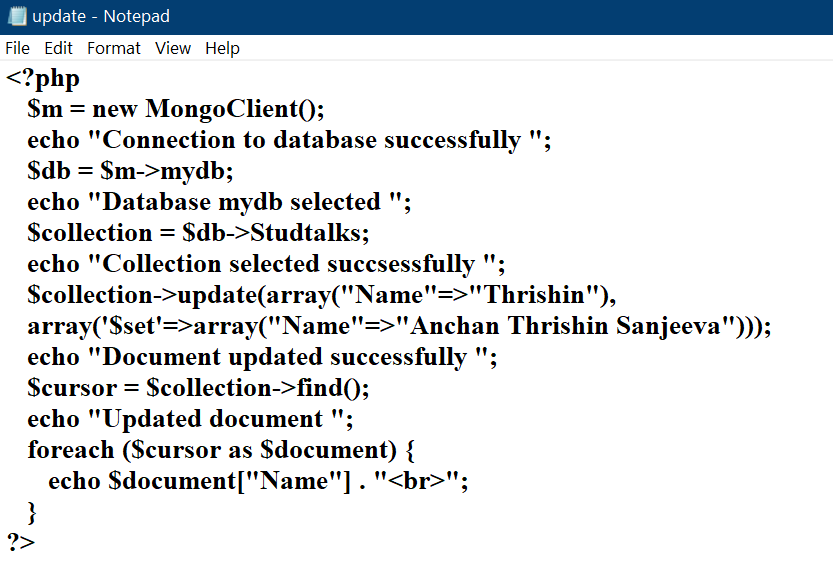 update - Notepad
File Edit Format View Help
<?php
$m = new MongoClient();
echo "Connection to database successfully ";
$db = $m->mydb;
echo "Database mydb selected ";
$collection = $db->Studtalks;
echo "Collection selected succsessfully ";
$collection->update(array("Name"=>"Thrishin"),
array('$set'=>array("Name"=>"Anchan Thrishin Sanjeeva")));
echo "Document updated successfully ";
$cursor = $collection->find();
echo "Updated document ";
foreach ($cursor as $document) {
echo $document["Name"] . "<br>";
}
?>